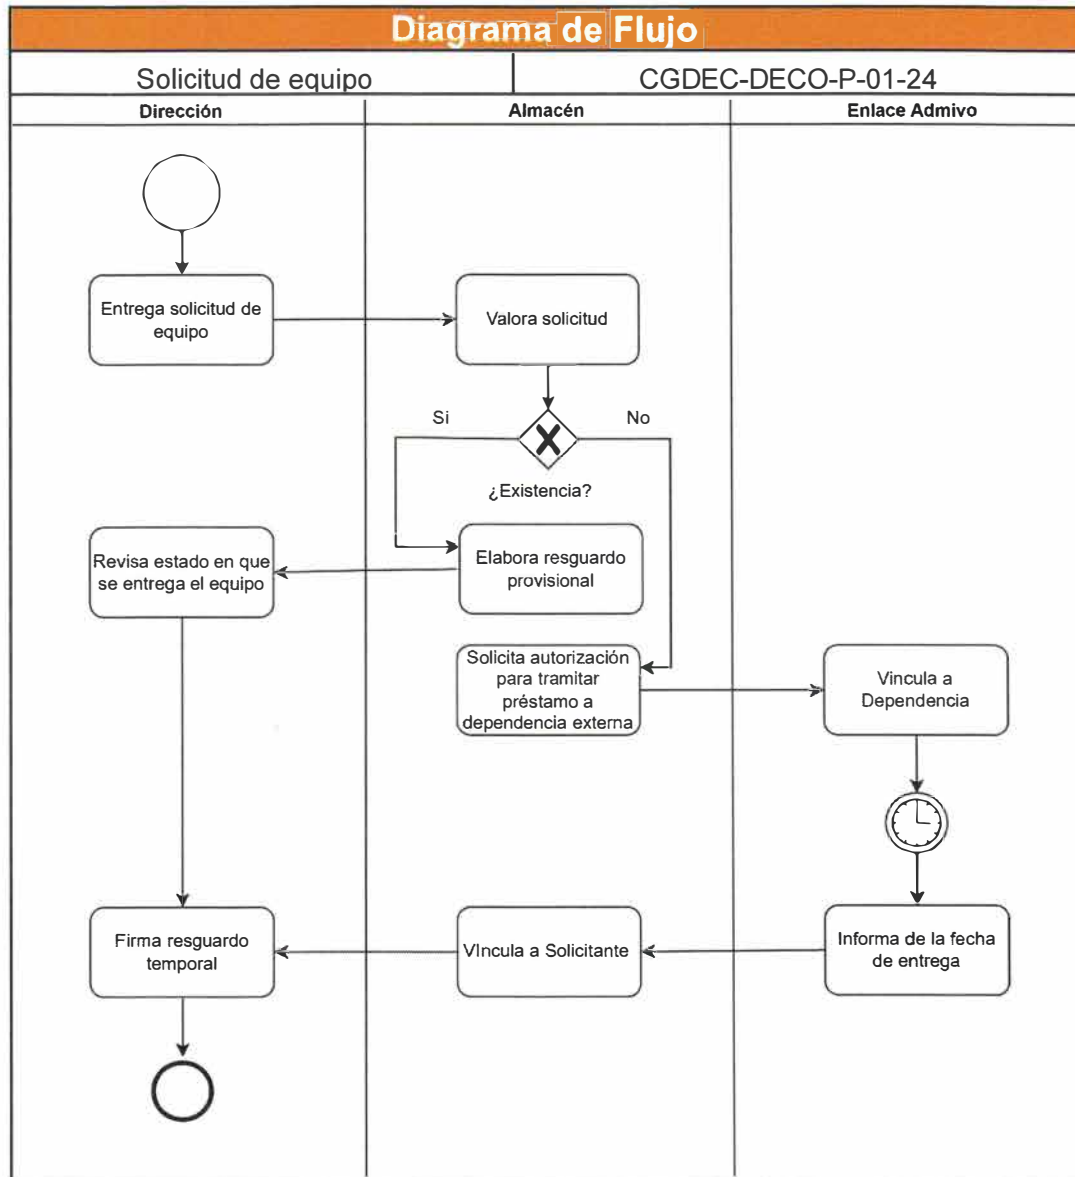 Diagrama de Flujo
Solicitud de equipo
CGDEC-DECO-P-01-24
Dirección
Almacén
Enlace Admivo
Entrega solicitud de
equipo
Valora solicitud
Si
No
¿Existencia?
Revisa estado en que
se entrega el equipo
Elabora resguardo
provisional
Solicita autorización
para tramitar
préstamo a
dependencia externa
Vincula a
Dependencia
Firma resguardo
temporal
VIncula a Solicitante
Informa de la fecha
de entrega